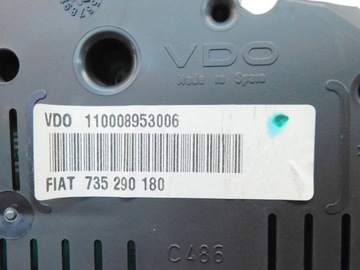 VDO
Made in Spain
VDO 110008953006
FIAT 735 290 180
C486